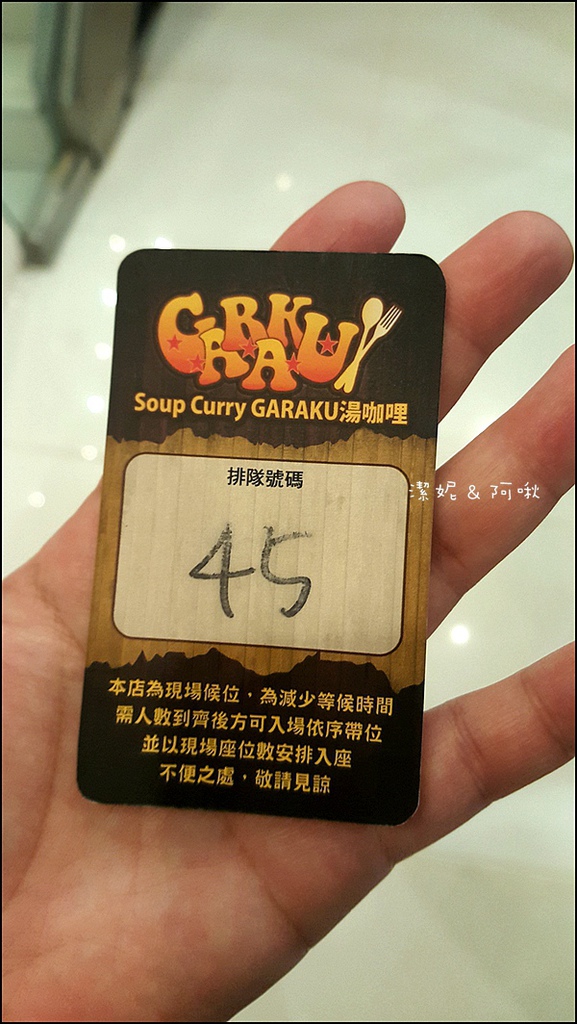 GARAKU
Soup Curry GARAKU湯咖哩
排隊號碼
潔妮 & 阿啾
45
本店為現場候位，為減少等候時間
需人數到齊後方可入場依序帶位
並以現場座位數安排入座
不便之處，敬請見諒